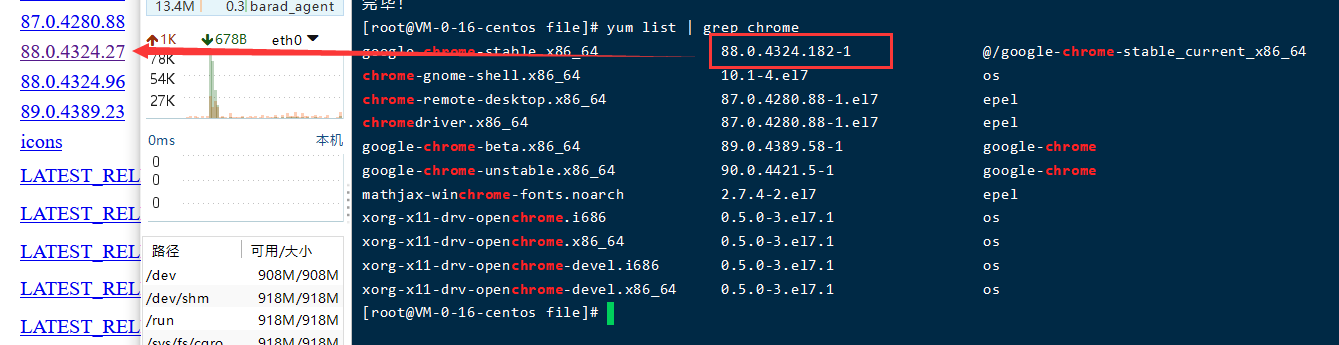 87.0.4280.88
88.0.4324.27
88.0.4324.96
89.0.4389.23
icons
LATEST_REL
LATEST_REL
LATEST_REL
LATEST_REL
LATEST_REL
13.4M 0.3 barad_agent
1K 678B eth0
78K
54K
27K
0ms 本机
0
0
0
路径 可用/大小
/dev 908M/908M
/dev/shm 918M/918M
/run 918M/918M
/sys/fs/cgro 918M/918M
完毕!
[root@VM-0-16-centos file]# yum list | grep chrome
google-chrome-stable.x86_64 88.0.4324.182-1 @/google-chrome-stable_current_x86_64
chrome-gnome-shell.x86_64 10.1-4.el7 os
chrome-remote-desktop.x86_64 87.0.4280.88-1.el7 epel
chromedriver.x86_64 87.0.4280.88-1.el7 epel
google-chrome-beta.x86_64 89.0.4389.58-1 google-chrome
google-chrome-unstable.x86_64 90.0.4421.5-1 google-chrome
mathjax-winchrome-fonts.noarch 2.7.4-2.el7 epel
xorg-x11-drv-openchrome.i686 0.5.0-3.el7.1 os
xorg-x11-drv-openchrome.x86_64 0.5.0-3.el7.1 os
xorg-x11-drv-openchrome-devel.i686 0.5.0-3.el7.1 os
xorg-x11-drv-openchrome-devel.x86_64 0.5.0-3.el7.1 os
[root@VM-0-16-centos file]#